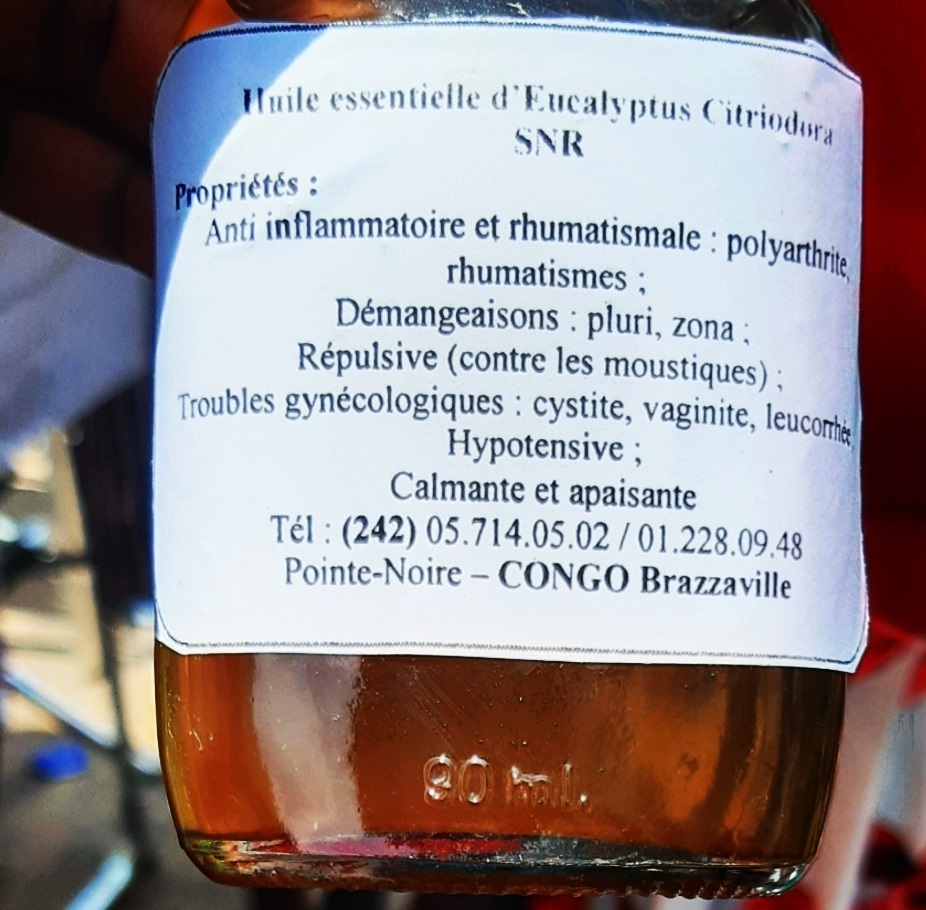 Huile essentielle d'Eucalyptus Citriodora
SNR
Propriétés :
Anti inflammatoire et rhumatismale : polyarthrite,
rhumatismes ;
Démangeaisons : pluri, zona ;
Répulsive (contre les moustiques) ;
Troubles gynécologiques : cystite, vaginite, leucorrhée,
Hypotensive ;
Calmante et apaisante
Tél : (242) 05.714.05.02 / 01.228.09.48
Pointe-Noire – CONGO Brazzaville
90 mL